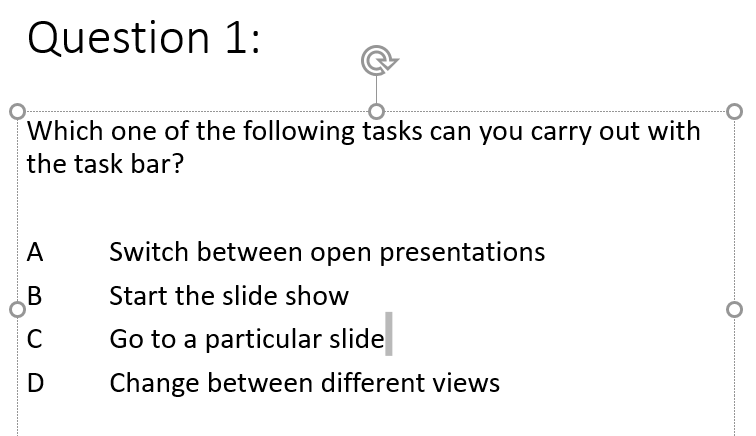 Question 1:
Which one of the following tasks can you carry out with
the task bar?
A Switch between open presentations
B Start the slide show
C Go to a particular slide
D Change between different views